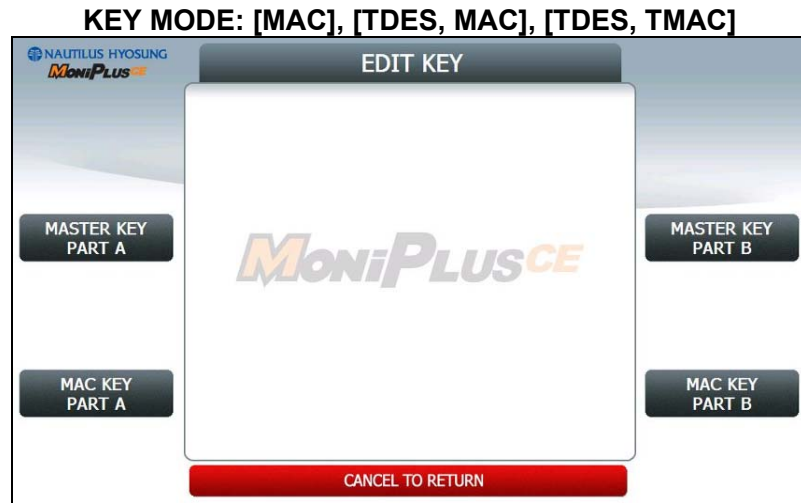 KEY MODE: [MAC], [TDES, MAC], [TDES, TMAC]
NAUTILUS HYOSUNG
MONiPLUSCE
EDIT KEY
MASTER KEY
PART A
MONiPLUSCE
MASTER KEY
PART B
MAC KEY
PART A
MAC KEY
PART B
CANCEL TO RETURN